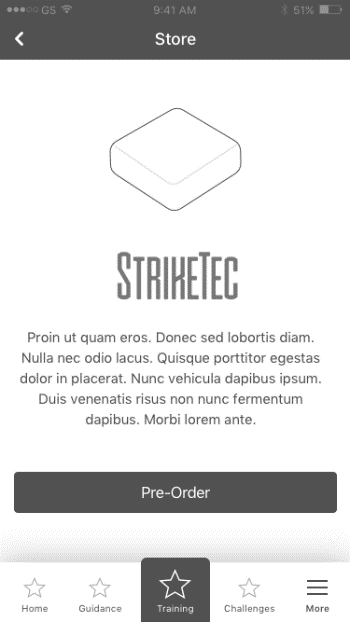 GS 9:41 AM 51%
Store
STRIKETEC
Proin ut quam eros. Donec sed lobortis diam.
Nulla nec odio lacus. Quisque porttitor egestas
dolor in placerat. Nunc vehicula dapibus ipsum.
Duis venenatis risus non nunc fermentum
dapibus. Morbi lorem ante.
Pre-Order
Home Guidance Training Challenges More